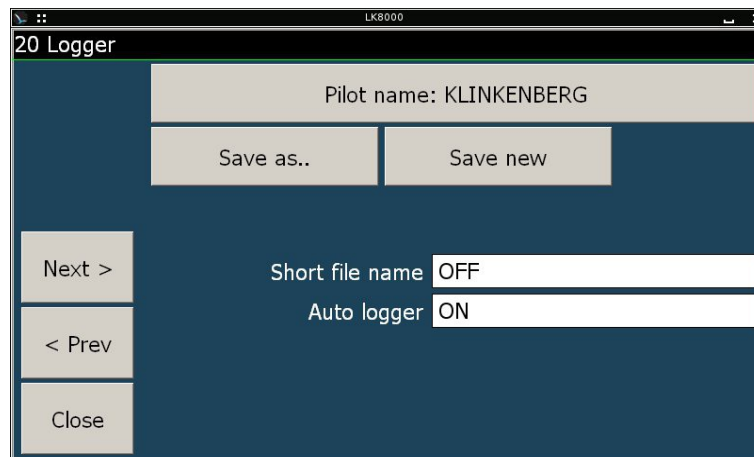 LK8000
20 Logger
Pilot name: KLINKENBERG
Save as..
Save new
Next >
Short file name OFF
Auto logger ON
< Prev
Close